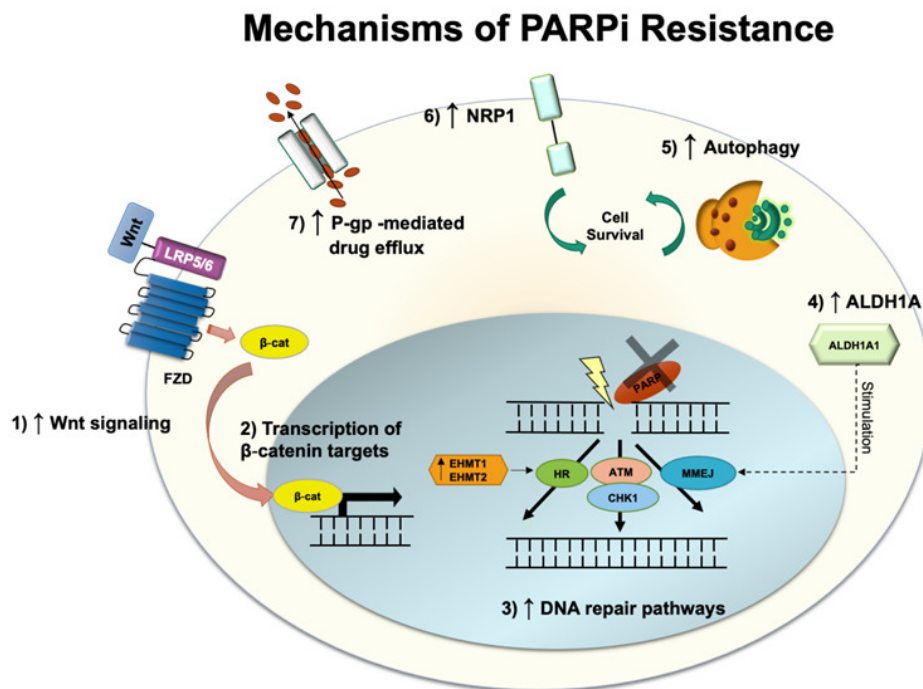 Mechanisms of PARPi Resistance
6) ↑ NRP1
5) ↑ Autophagy
7) ↑ P-gp -mediated
drug efflux
Cell
Survival
Wnt
LRP5/6
FZD
β-cat
4) ↑ ALDH1A
ALDH1A1
Stimulation
1) ↑ Wnt signaling
2) Transcription of
β-catenin targets
β-cat
PARP
↑ EHMT1
EHMT2
HR
ATM
CHK1
MMEJ
3) ↑ DNA repair pathways